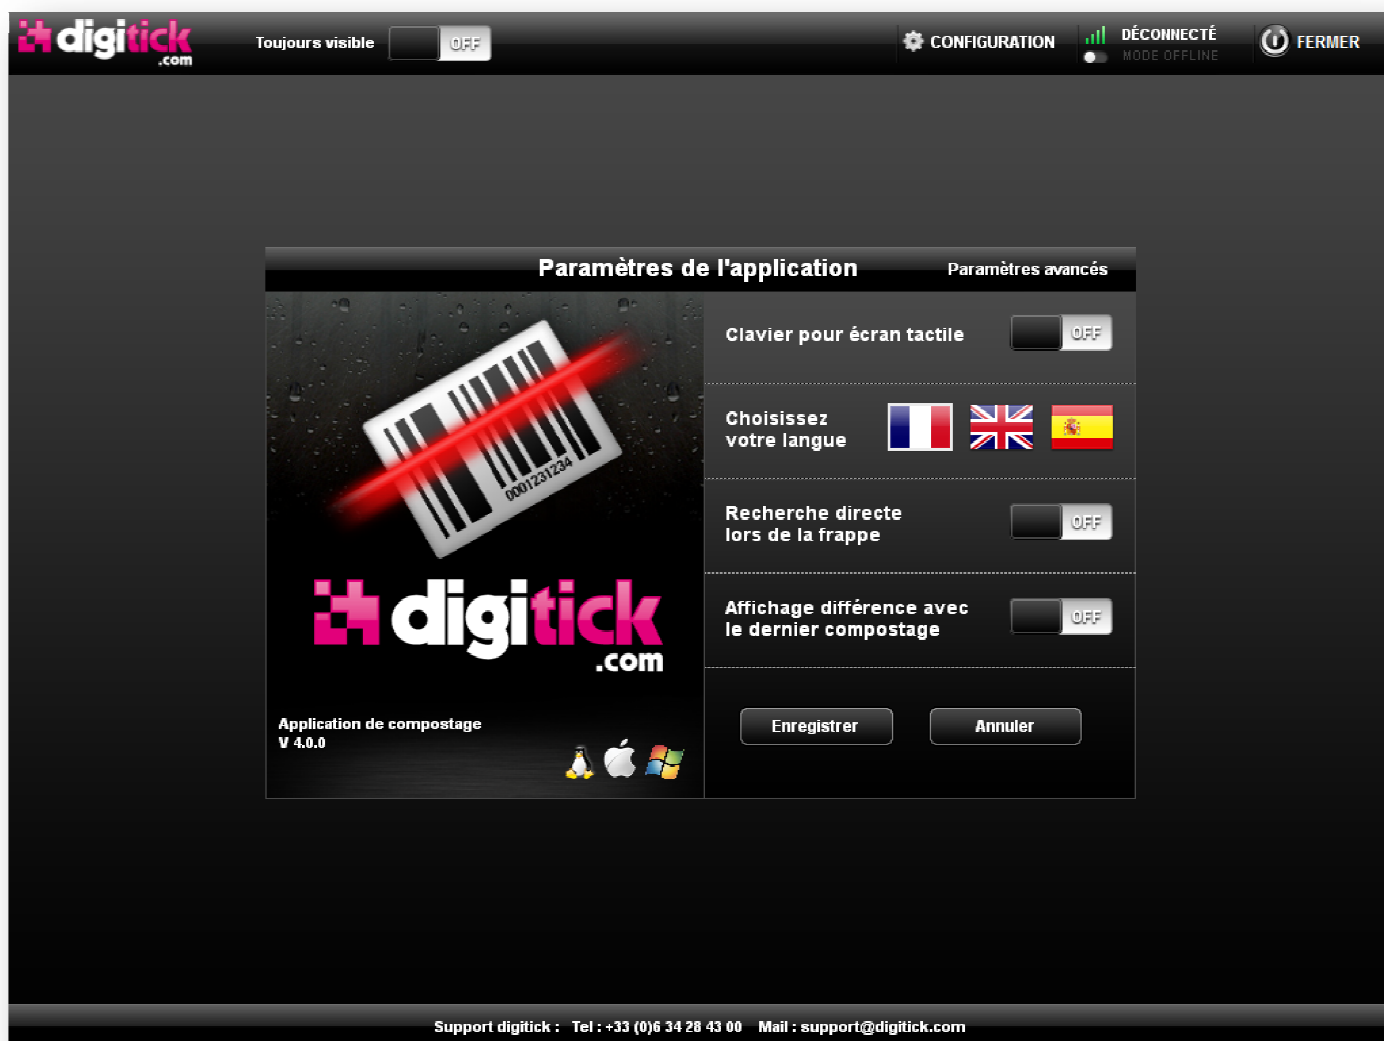 digitick
.com
Toujours visible
OFF
CONFIGURATION
DÉCONNECTÉ
MODE OFFLINE
FERMER
Paramètres de l'application
Paramètres avancés
0001231234
digitick
.com
Application de compostage
V 4.0.0
Clavier pour écran tactile
OFF
Choisissez
votre langue
Recherche directe
lors de la frappe
OFF
Affichage différence avec
le dernier compostage
OFF
Enregistrer
Annuler
Support digitick : Tel : +33 (0)6 34 28 43 00 Mail : support@digitick.com